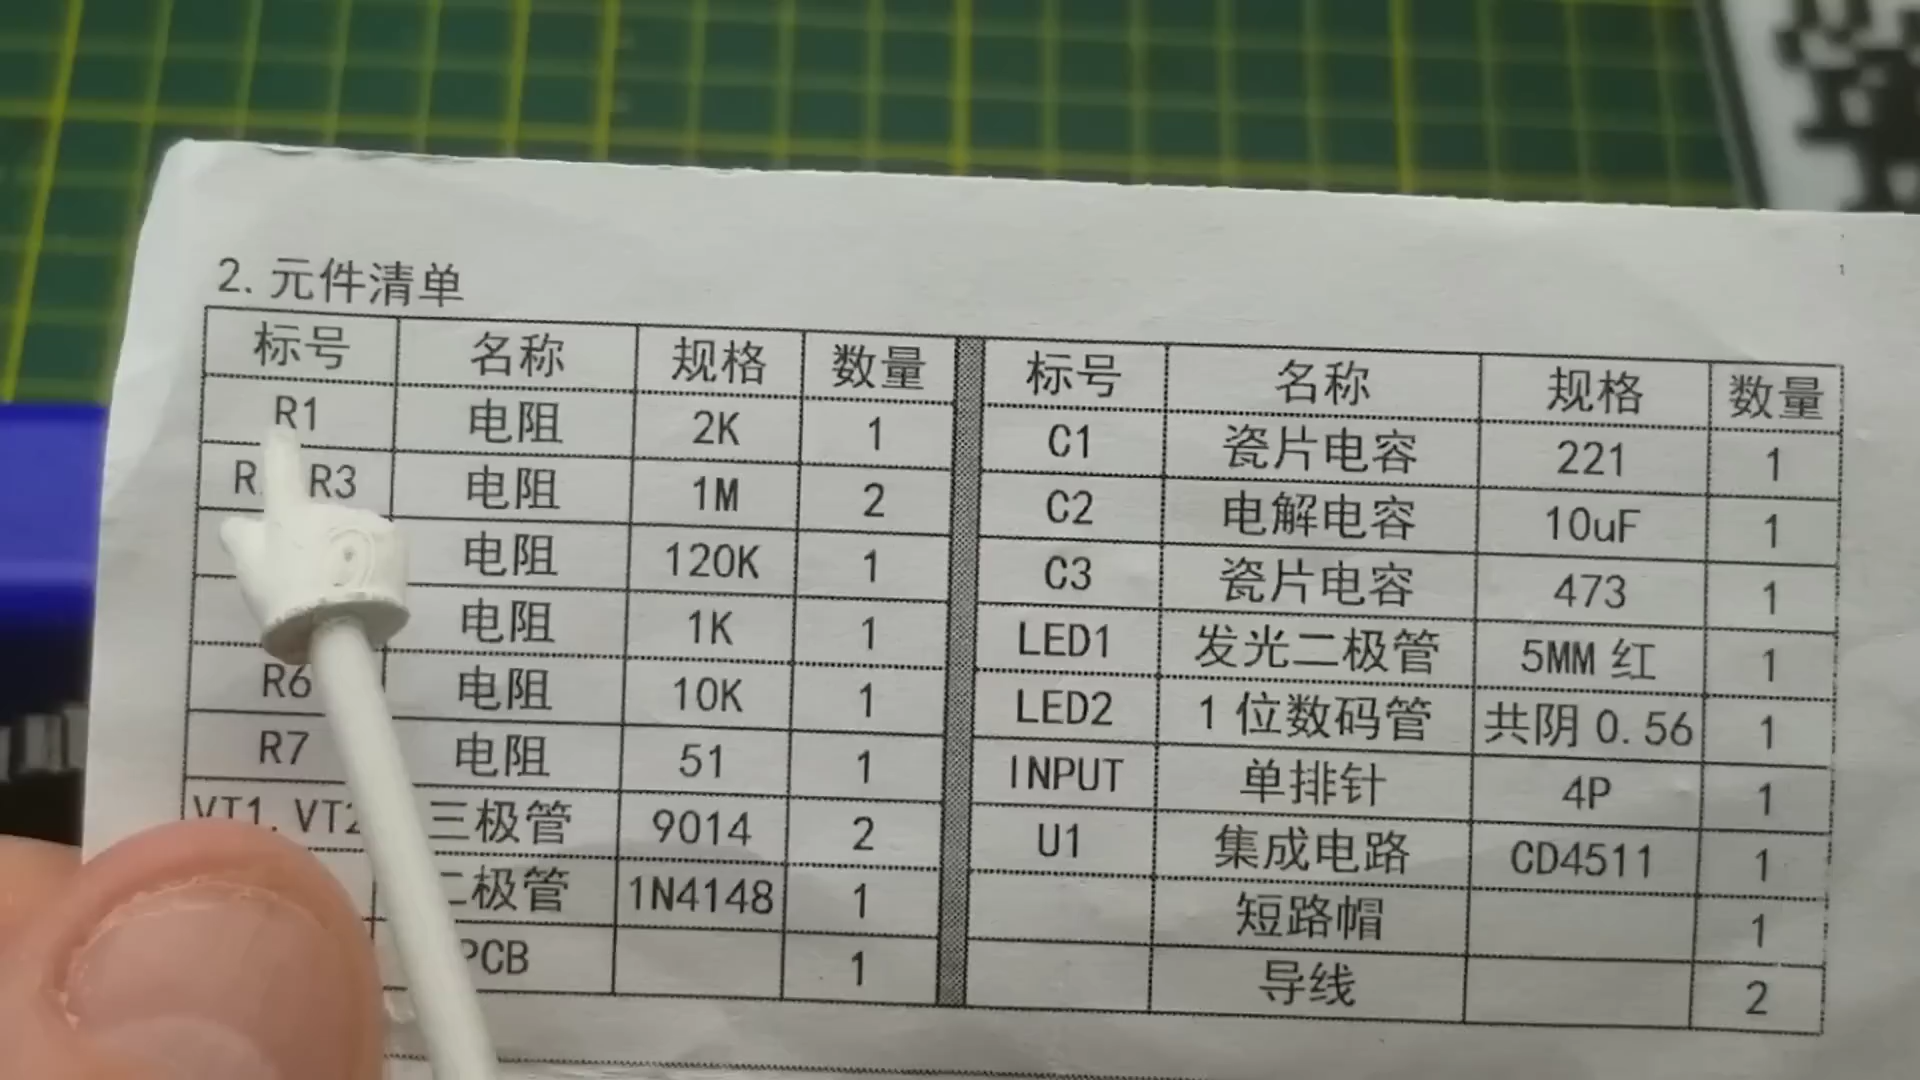 2.元件清单
标号 名称 规格 数量 标号 名称 规格 数量
R1 电阻 2K 1 C1 瓷片电容 221 1
R R3 电阻 1M 2 C2 电解电容 10uF 1
电阻 120K 1 C3 瓷片电容 473 1
电阻 1K 1 LED1 发光二极管 5MM 红 1
R6 电阻 10K 1 LED2 1位数码管 共阴 0.56 1
R7 电阻 51 1 INPUT 单排针 4P 1
VT1. VT2 三极管 9014 2 U1 集成电路 CD4511 1
二极管 1N4148 1 短路帽 1
PCB 1 导线 2